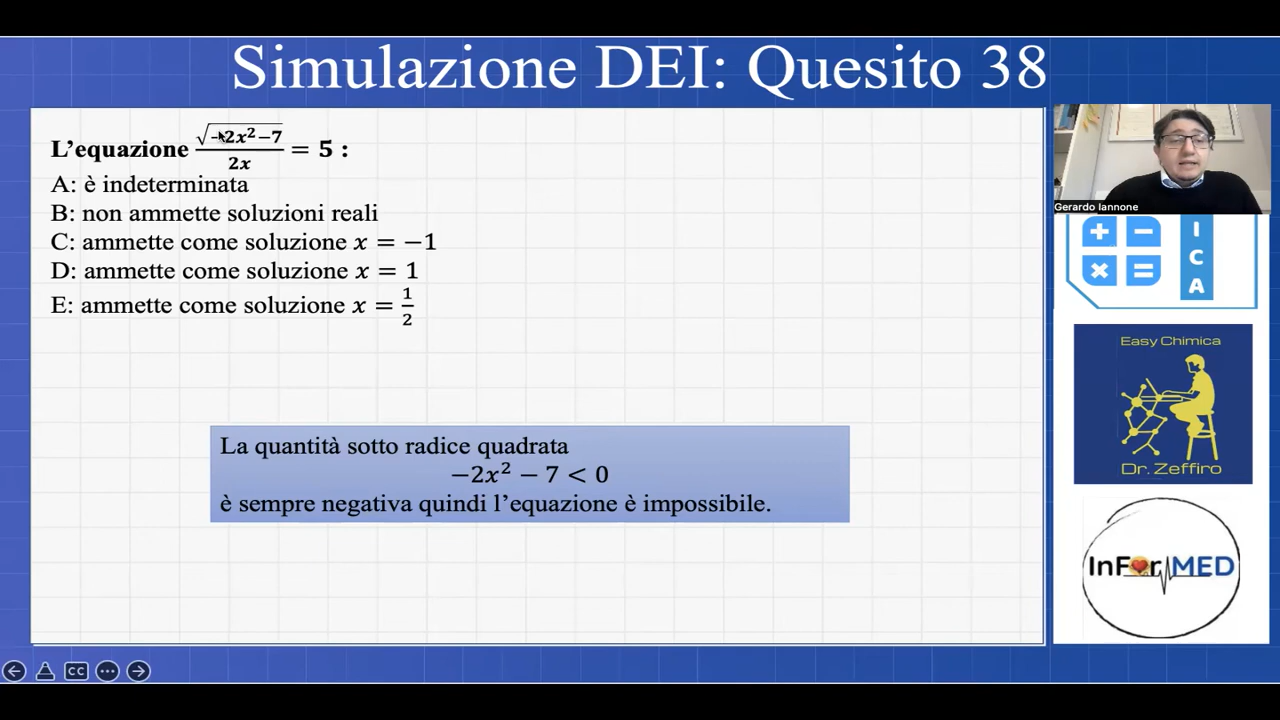 Simulazione DEI: Quesito 38
L'equazione √−2x²−7 / 2x = 5 :
A: è indeterminata
B: non ammette soluzioni reali
C: ammette come soluzione x = −1
D: ammette come soluzione x = 1
E: ammette come soluzione x = 1/2
La quantità sotto radice quadrata
−2x² − 7 < 0
è sempre negativa quindi l'equazione è impossibile.
Gerardo Iannone
+ − I
C
× = A
Easy Chimica
Dr. Zeffiro
InForMED
CC